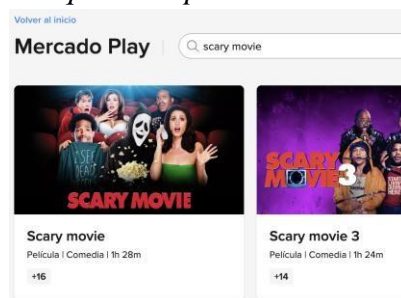 Volver al inicio
Mercado Play
scary movie
SCARY MOVIE
SCARY
MOVIE 3
Scary movie
Película | Comedia | 1h 28m
+16
Scary movie 3
Película | Comedia | 1h 24m
+14